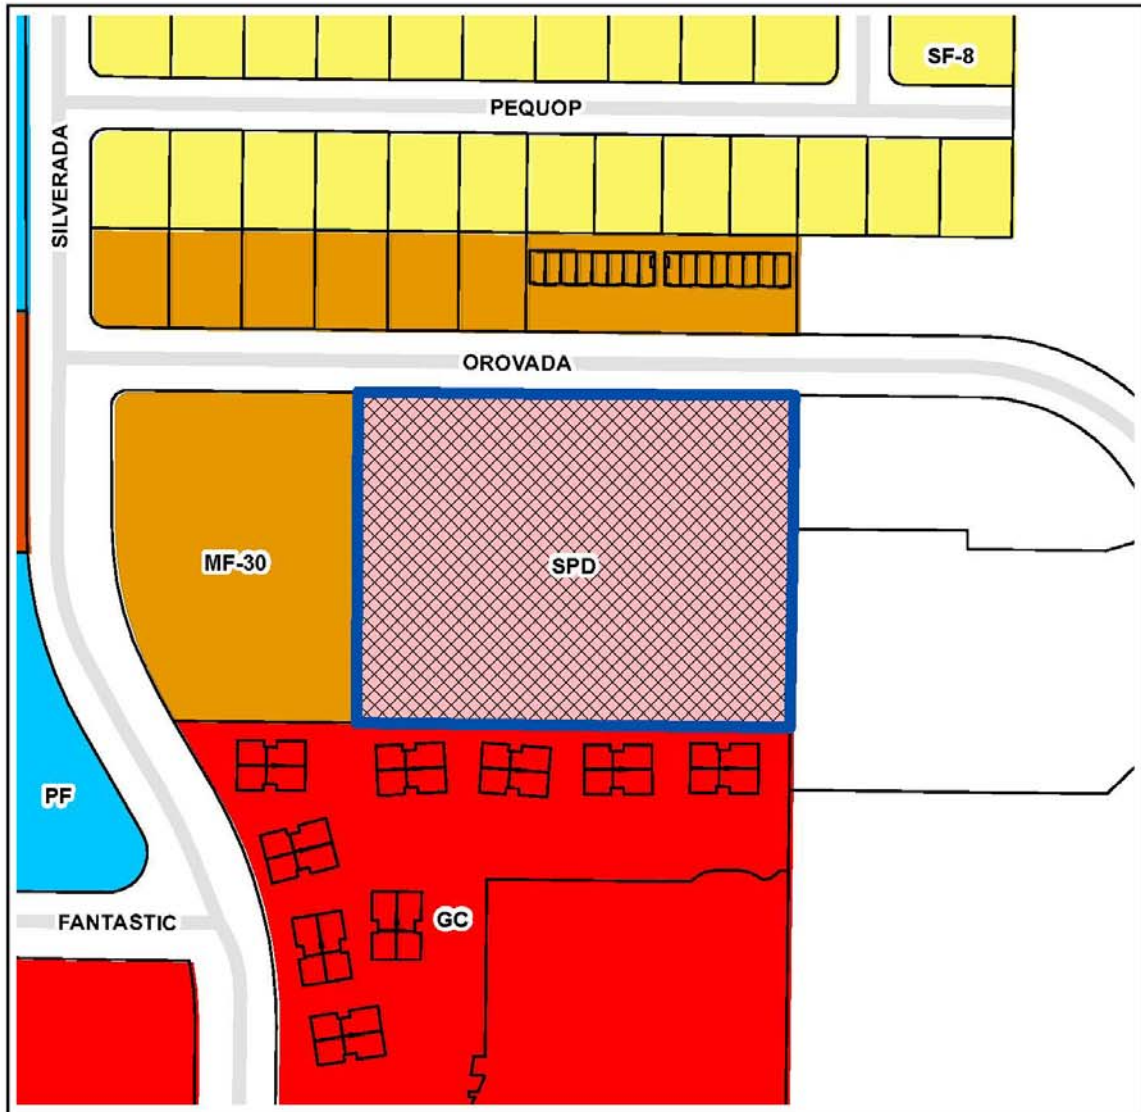 SF-8
PEQUOP
SILVERADA
OROVADA
MF-30
SPD
PF
GC
FANTASTIC